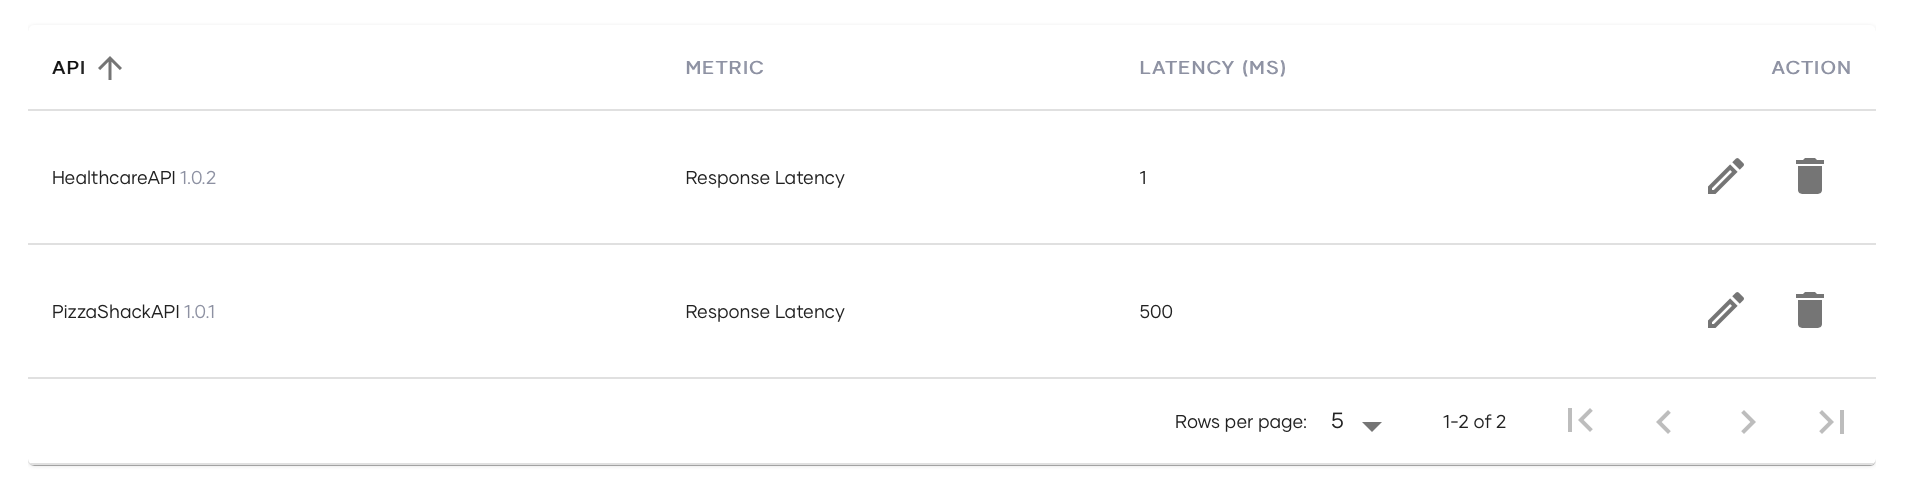 API METRIC LATENCY (MS) ACTION
HealthcareAPI 1.0.2 Response Latency 1
PizzaShackAPI 1.0.1 Response Latency 500
Rows per page: 5 1-2 of 2